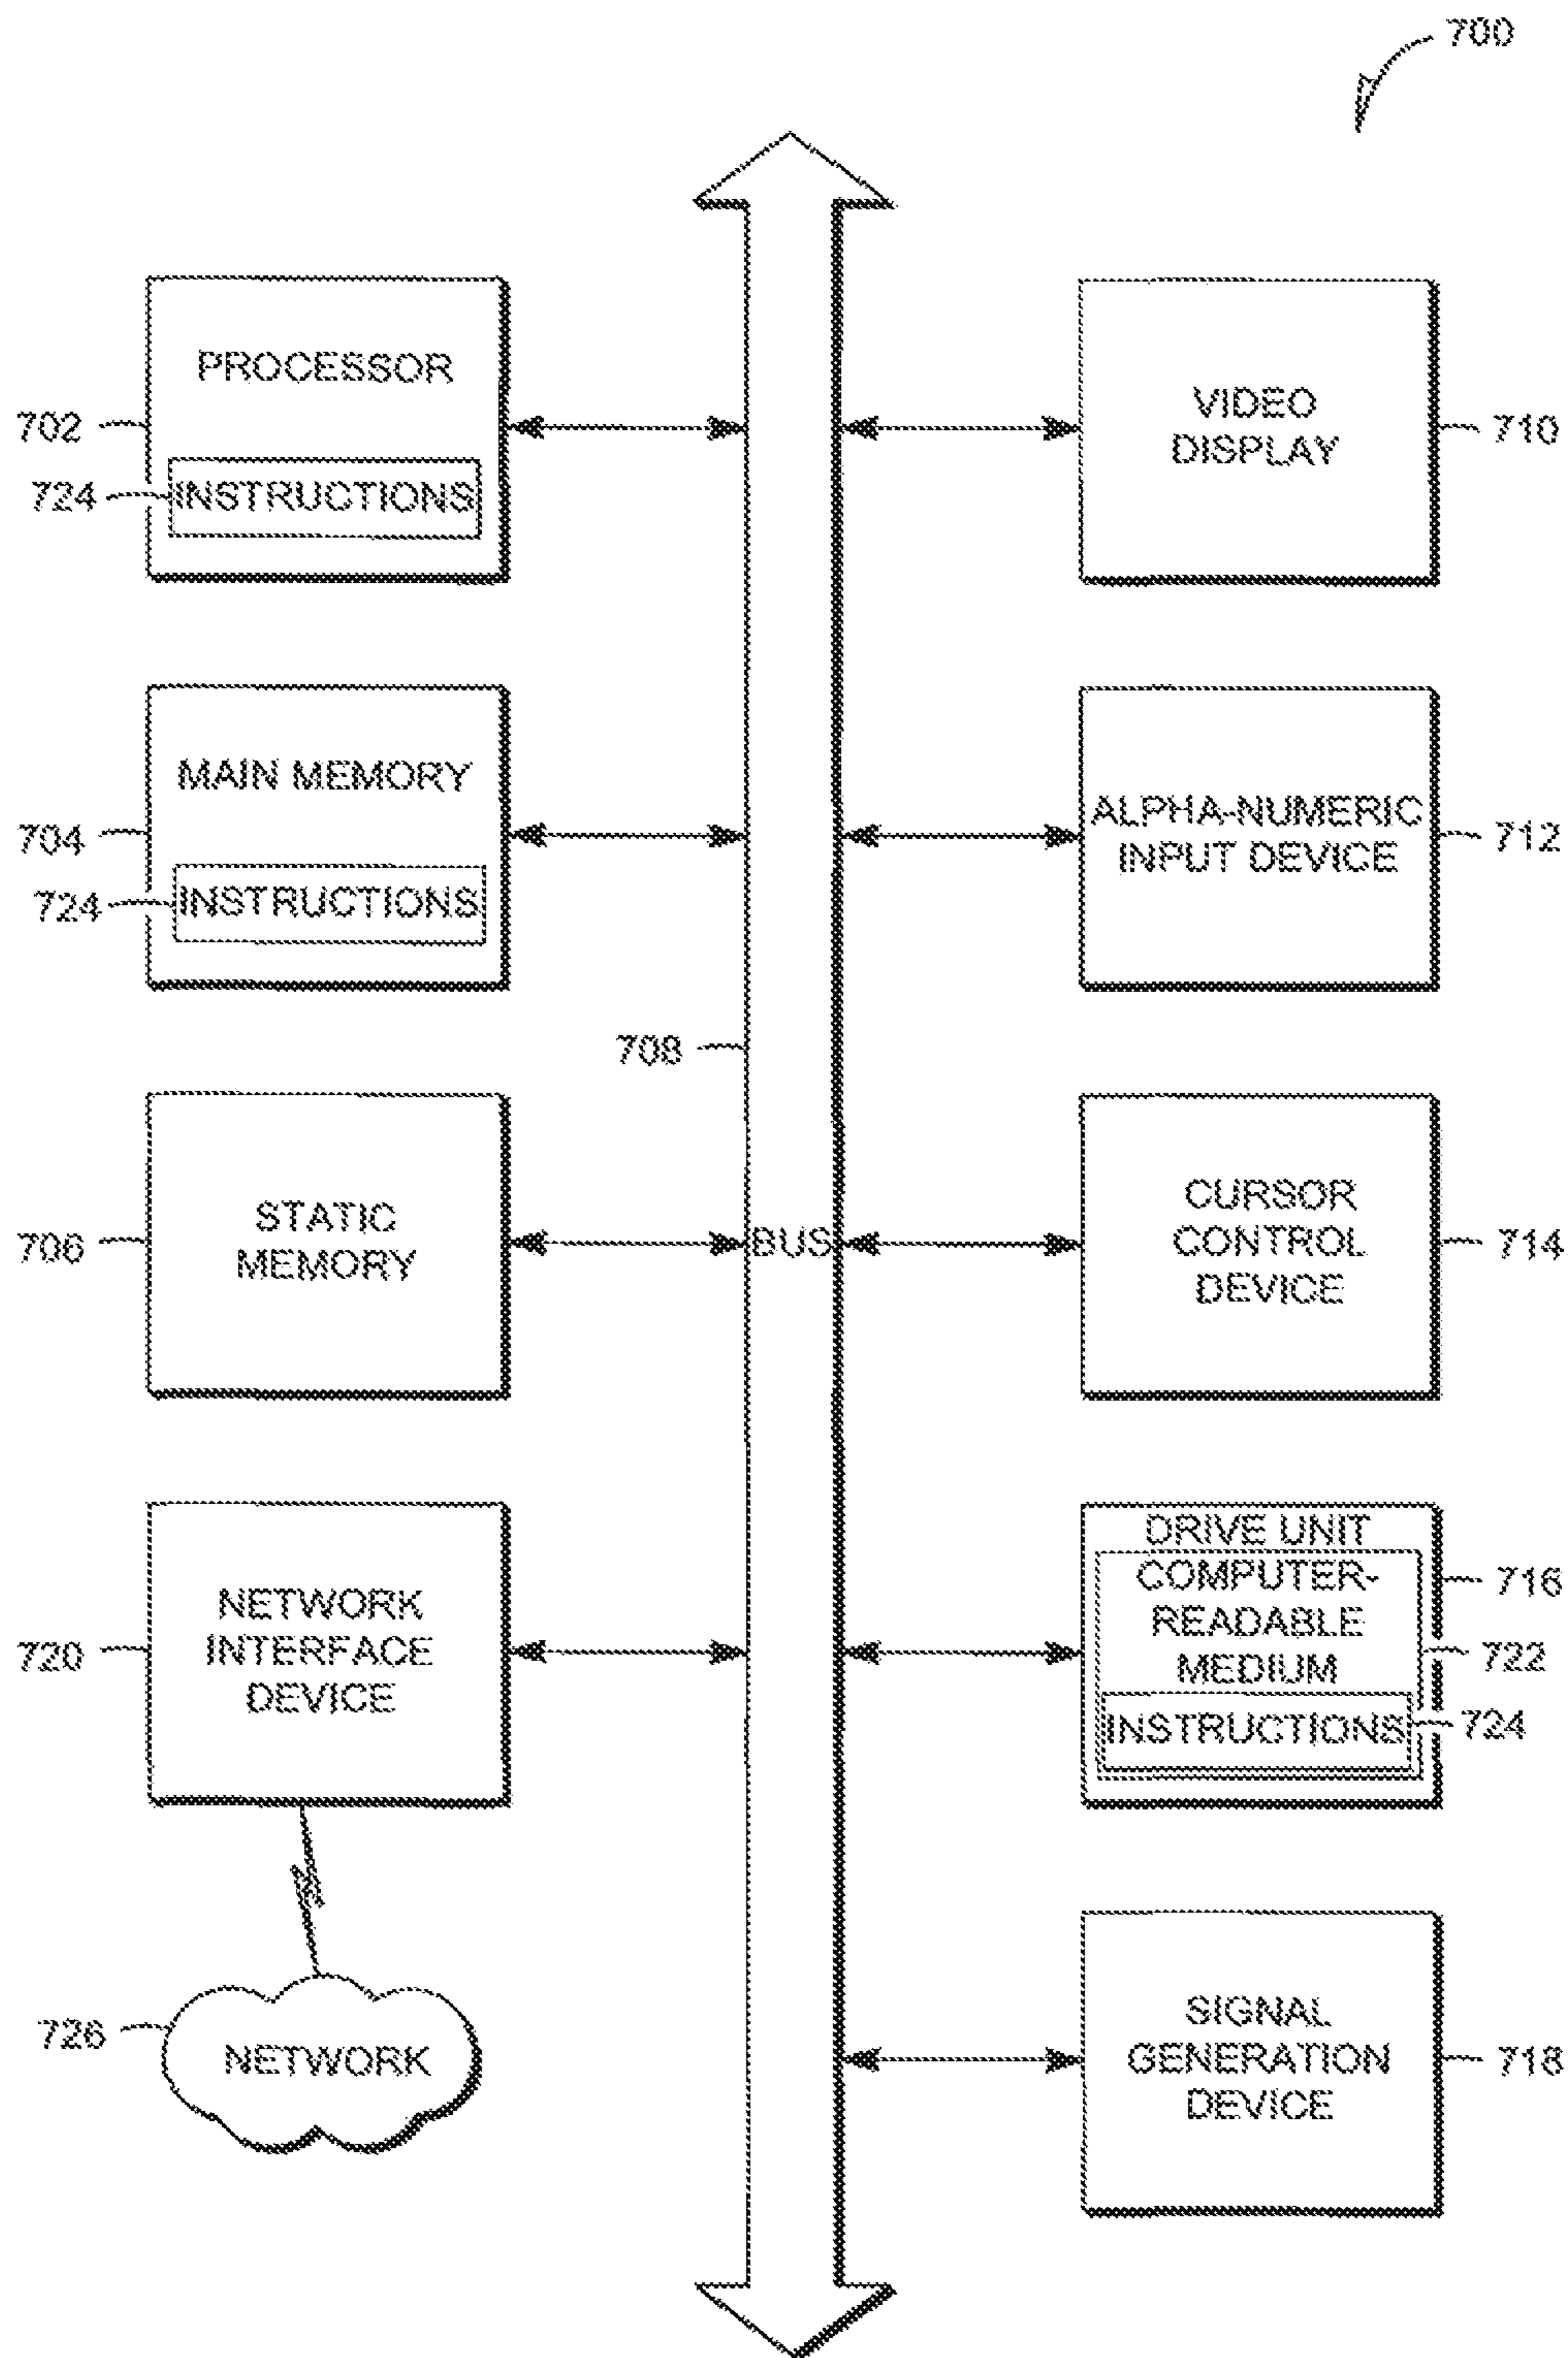 700
PROCESSOR
702
724
INSTRUCTIONS
VIDEO
DISPLAY
710
MAIN MEMORY
704
724
INSTRUCTIONS
ALPHA-NUMERIC
INPUT DEVICE
712
708
STATIC
MEMORY
706
BUS
CURSOR
CONTROL
DEVICE
714
NETWORK
INTERFACE
DEVICE
720
DRIVE UNIT
716
COMPUTER-
READABLE
MEDIUM
722
INSTRUCTIONS
724
726
NETWORK
SIGNAL
GENERATION
DEVICE
718